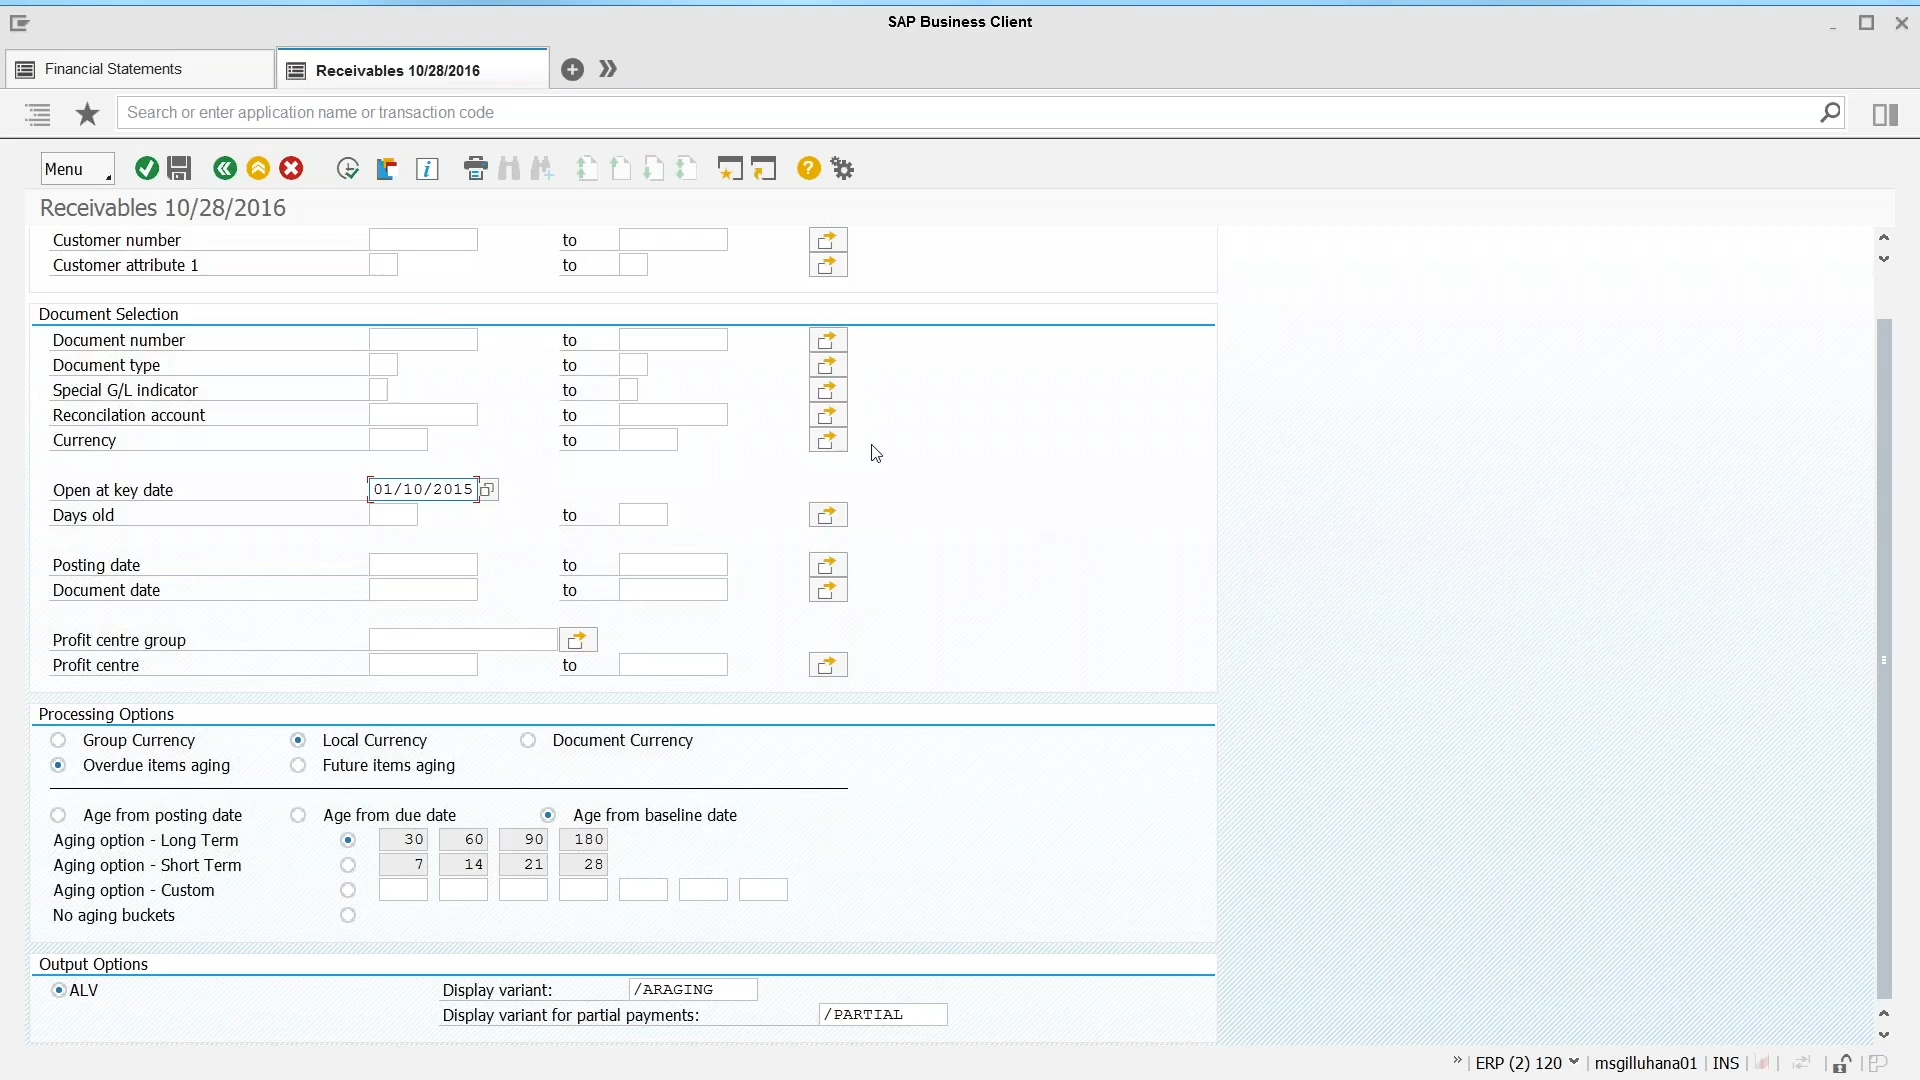 SAP Business Client
Financial Statements
Receivables 10/28/2016
Search or enter application name or transaction code
Menu
Receivables 10/28/2016
Customer number to
Customer attribute 1 to
Document Selection
Document number to
Document type to
Special G/L indicator to
Reconcilation account to
Currency to
Open at key date 01/10/2015
Days old to
Posting date to
Document date to
Profit centre group
Profit centre to
Processing Options
Group Currency Local Currency Document Currency
Overdue items aging Future items aging
Age from posting date Age from due date Age from baseline date
Aging option - Long Term 30 60 90 180
Aging option - Short Term 7 14 21 28
Aging option - Custom
No aging buckets
Output Options
ALV Display variant: /ARAGING
Display variant for partial payments: /PARTIAL
ERP (2) 120 msgilluhana01 INS